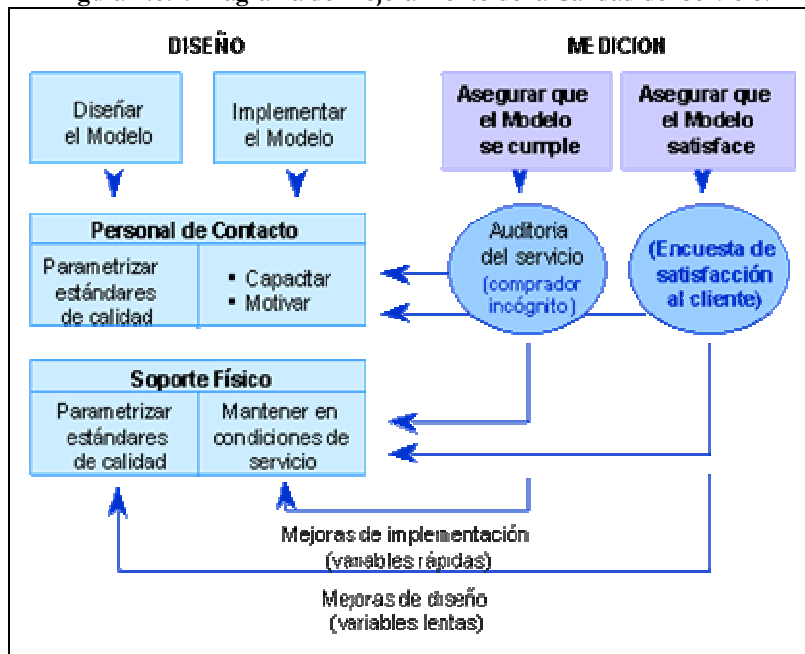 DISEÑO
MEDICION
Diseñar
el Modelo
Implementar
el Modelo
Asegurar que
el Modelo
se cumple
Asegurar que
el Modelo
satisface
Personal de Contacto
Parametrizar
estándares
de calidad
▪ Capacitar
▪ Motivar
Auditoria
del servicio
(comprador
incógnito)
(Encuesta de
satisfacción
al cliente)
Soporte Físico
Parametrizar
estándares
de calidad
Mantener en
condiciones de
servicio
Mejoras de implementación
(variables rápidas)
Mejoras de diseño
(variables lentas)